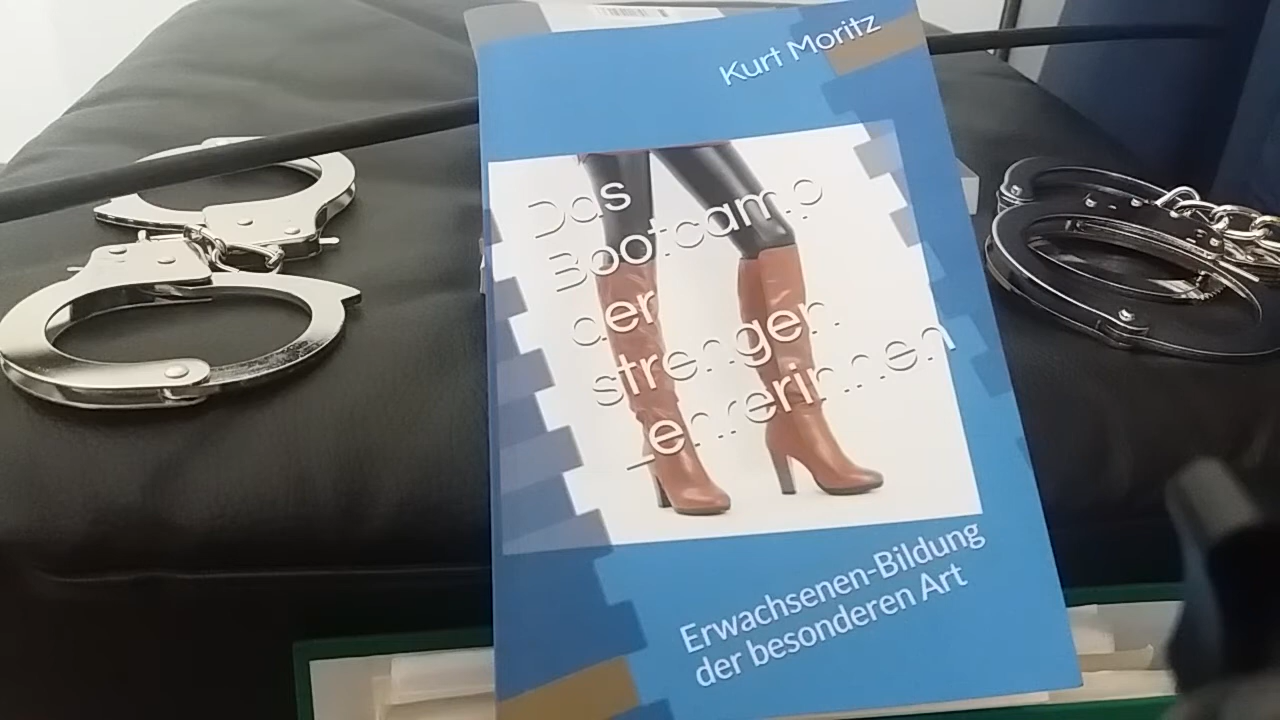 Kurt Moritz
Das
Bootcamp
der
strengen
Lehrerinnen
Erwachsenen-Bildung
der besonderen Art